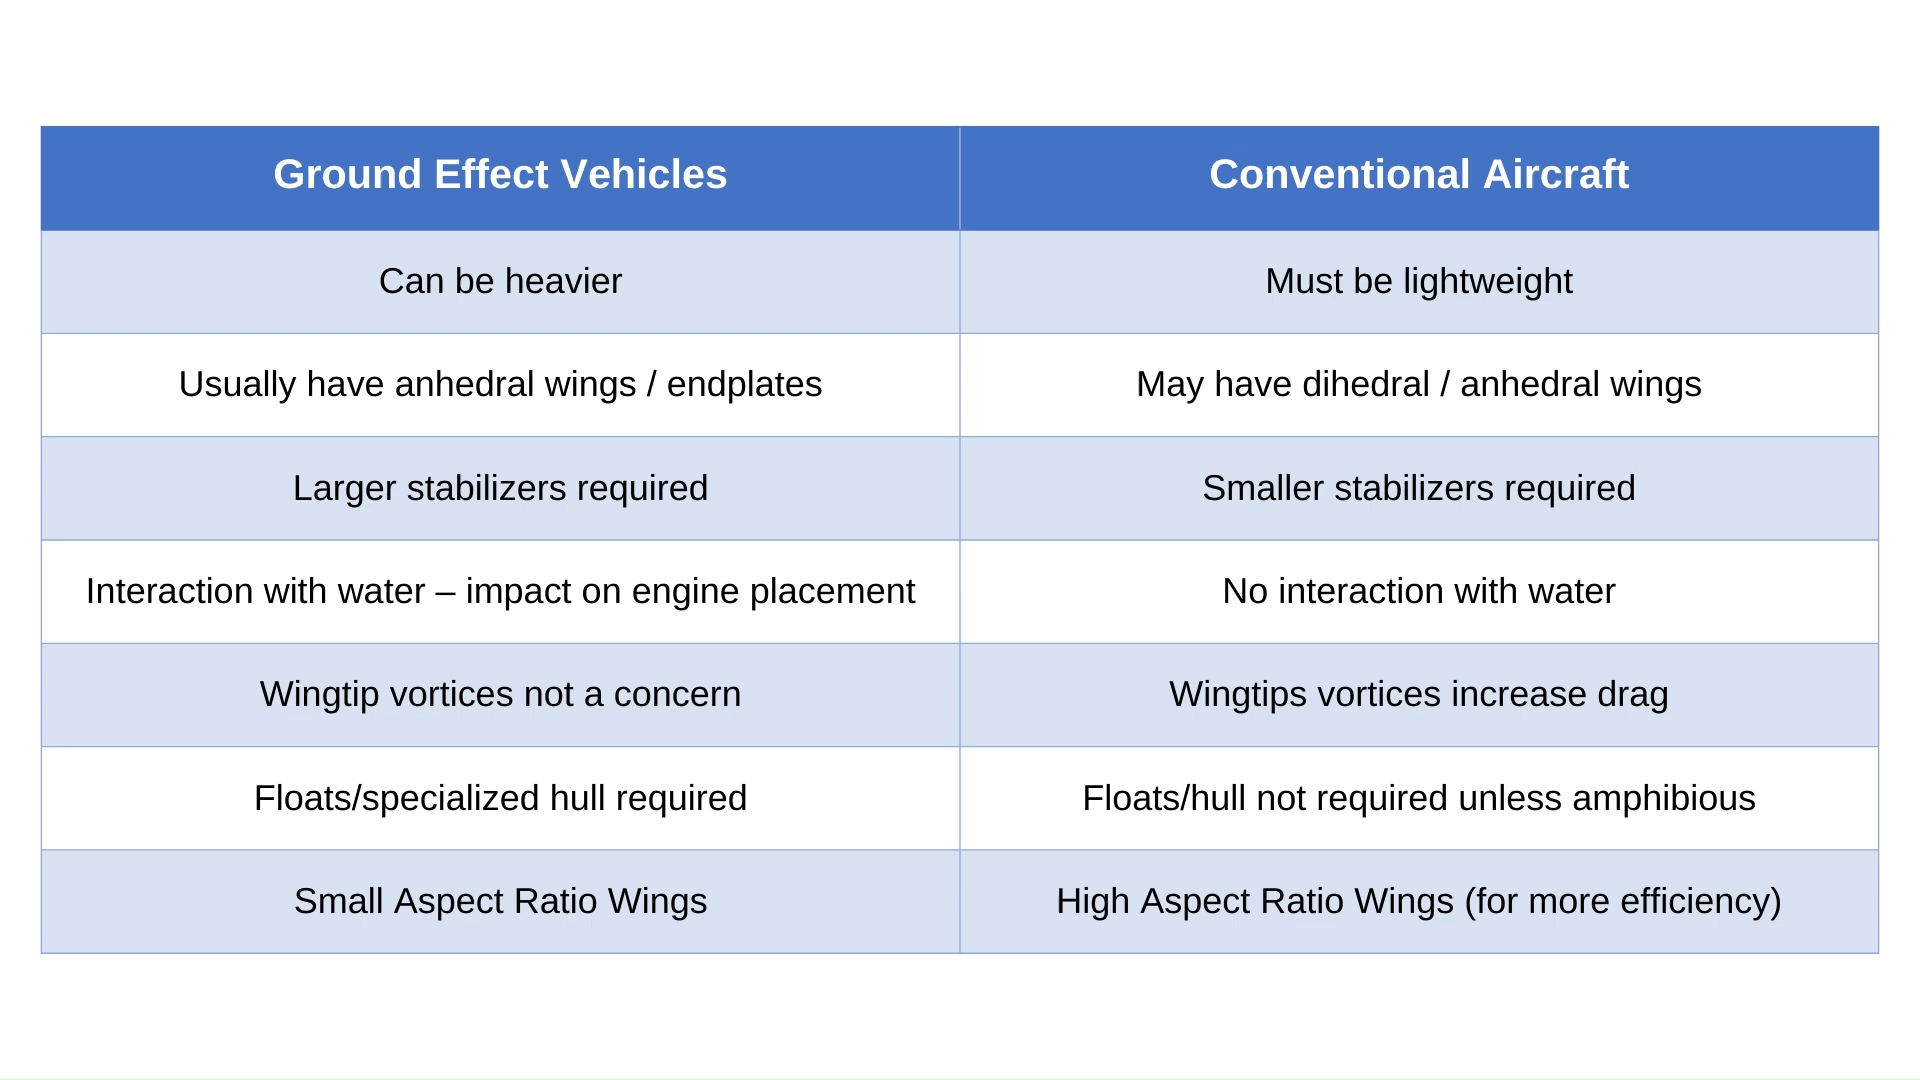 Ground Effect Vehicles
Conventional Aircraft
Can be heavier
Must be lightweight
Usually have anhedral wings / endplates
May have dihedral / anhedral wings
Larger stabilizers required
Smaller stabilizers required
Interaction with water – impact on engine placement
No interaction with water
Wingtip vortices not a concern
Wingtips vortices increase drag
Floats/specialized hull required
Floats/hull not required unless amphibious
Small Aspect Ratio Wings
High Aspect Ratio Wings (for more efficiency)